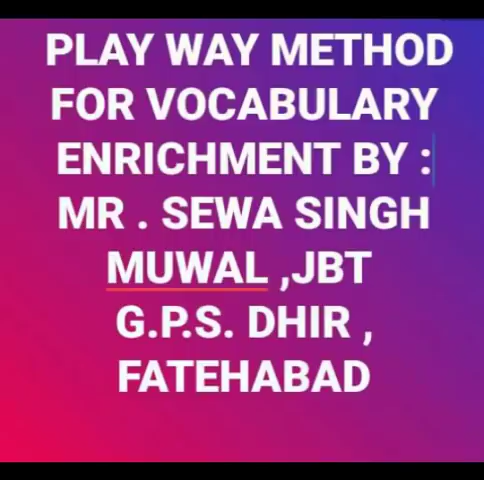 PLAY WAY METHOD
FOR VOCABULARY
ENRICHMENT BY :
MR . SEWA SINGH
MUWAL ,JBT
G.P.S. DHIR ,
FATEHABAD